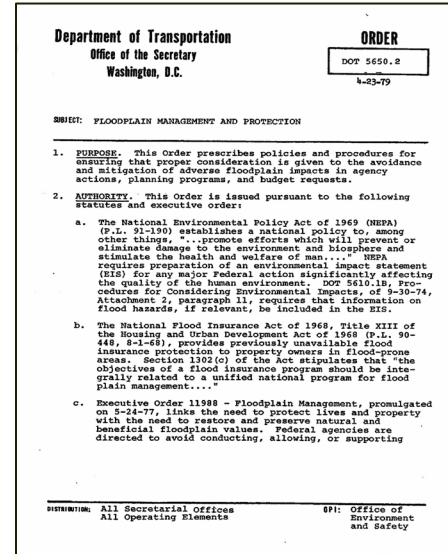 Department of Transportation
Office of the Secretary
Washington, D.C.
ORDER
DOT 5650.2
4-23-79
SUBJECT: FLOODPLAIN MANAGEMENT AND PROTECTION
1. PURPOSE. This Order prescribes policies and procedures for
ensuring that proper consideration is given to the avoidance
and mitigation of adverse floodplain impacts in agency
actions, planning programs, and budget requests.
2. AUTHORITY. This Order is issued pursuant to the following
statutes and executive order:
a. The National Environmental Policy Act of 1969 (NEPA)
(P.L. 91-190) establishes a national policy to, among
other things, "...promote efforts which will prevent or
eliminate damage to the environment and biosphere and
stimulate the health and welfare of man...." NEPA
requires preparation of an environmental impact statement
(EIS) for any major Federal action significantly affecting
the quality of the human environment. DOT 5610.1B, Pro-
cedures for Considering Environmental Impacts, of 9-30-74,
Attachment 2, paragraph 11, requires that information on
flood hazards, if relevant, be included in the EIS.
b. The National Flood Insurance Act of 1968, Title XIII of
the Housing and Urban Development Act of 1968 (P.L. 90-
448, 8-1-68), provides previously unavailable flood
insurance protection to property owners in flood-prone
areas. Section 1302(c) of the Act stipulates that "the
objectives of a flood insurance program should be inte-
grally related to a unified national program for flood
plain management...."
c. Executive Order 11988 - Floodplain Management, promulgated
on 5-24-77, links the need to protect lives and property
with the need to restore and preserve natural and
beneficial floodplain values. Federal agencies are
directed to avoid conducting, allowing, or supporting
DISTRIBUTION: All Secretarial Offices
All Operating Elements
OPI: Office of
Environment
and Safety